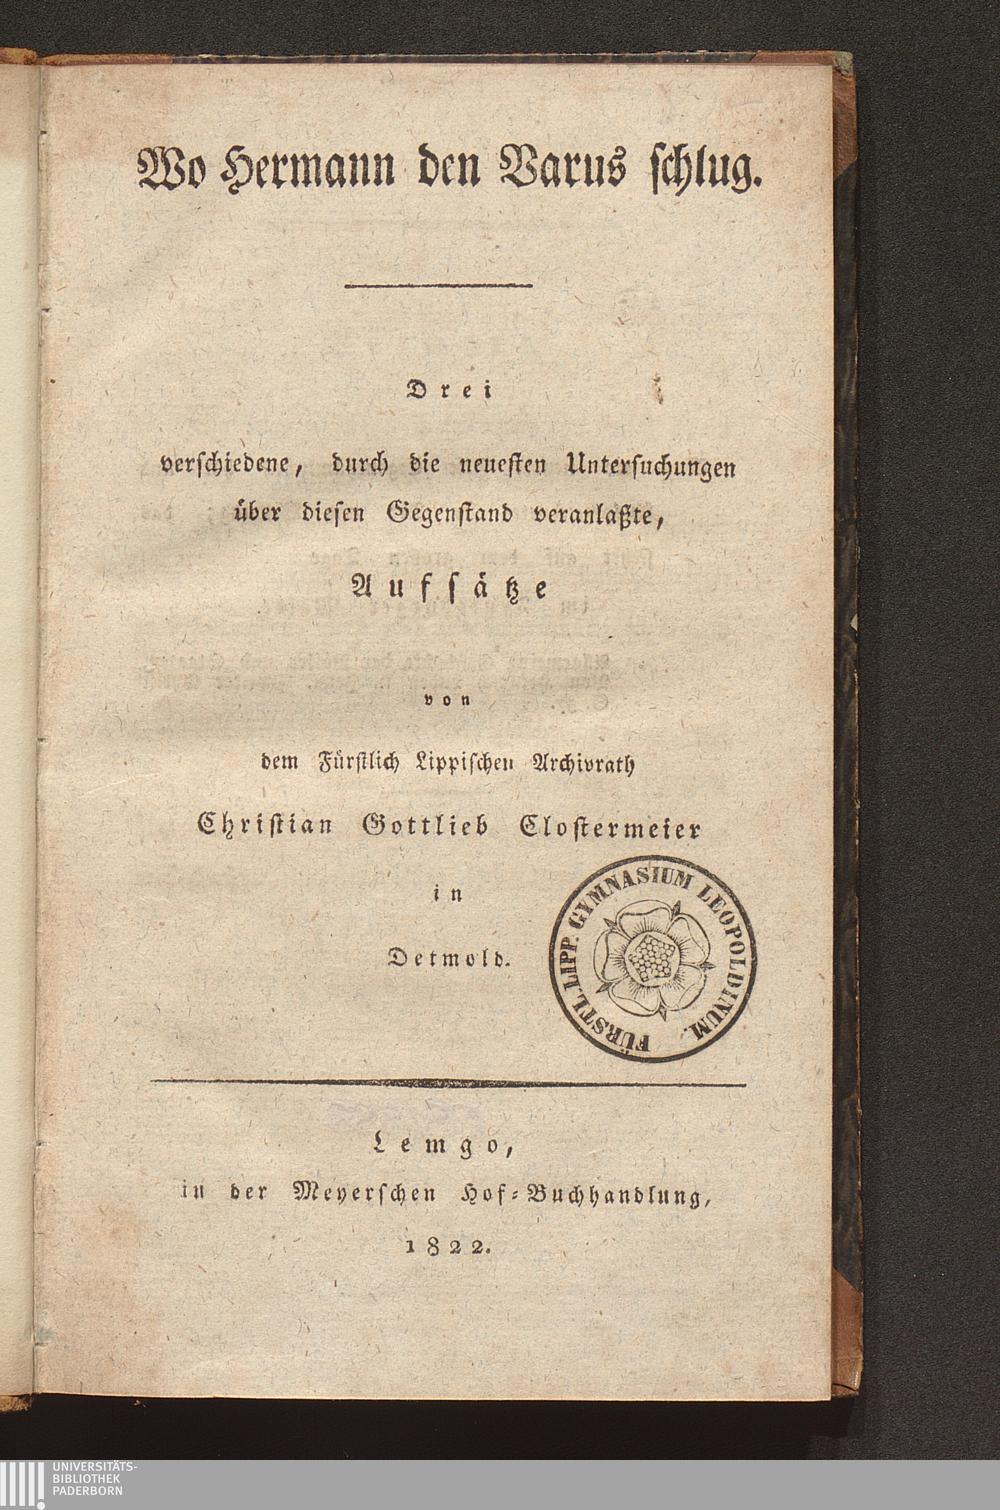 Wo Hermann den Varus schlug.
Drei
verschiedene, durch die neuesten Untersuchungen
über diesen Gegenstand veranlaßte,
Aufsätze
von
dem Fürstlich Lippischen Archivrath
Christian Gottlieb Clostermeier
in
Detmold.
FÜRSTL. LIPP. GYMNASIUM LEOPOLDINUM.
Lemgo,
in der Meyerschen Hof-Buchhandlung,
1822.
UNIVERSITÄTS-
BIBLIOTHEK
PADERBORN